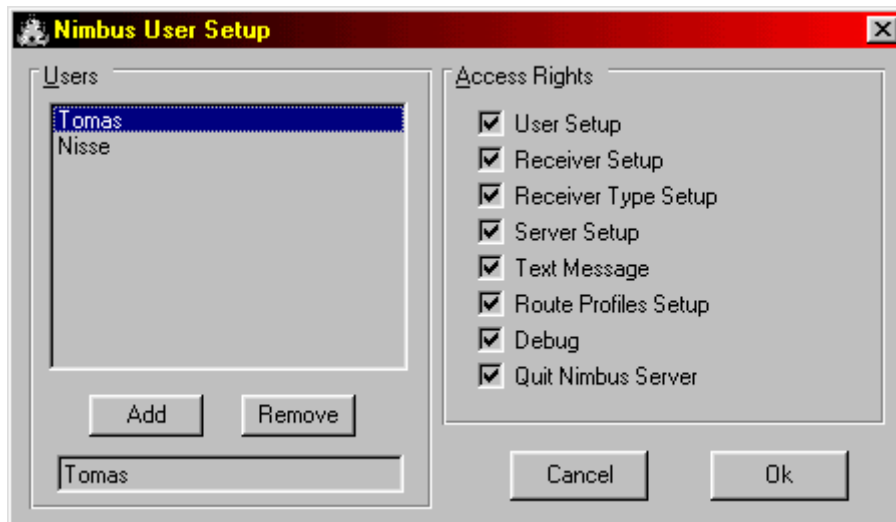 Nimbus User Setup
Users
Tomas
Nisse
Add
Remove
Tomas
Access Rights
User Setup
Receiver Setup
Receiver Type Setup
Server Setup
Text Message
Route Profiles Setup
Debug
Quit Nimbus Server
Cancel
Ok